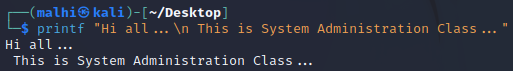 ┌──(malhi㉿kali)-[~/Desktop]
└─$ printf "Hi all...\n This is System Administration Class..."
Hi all...
 This is System Administration Class...